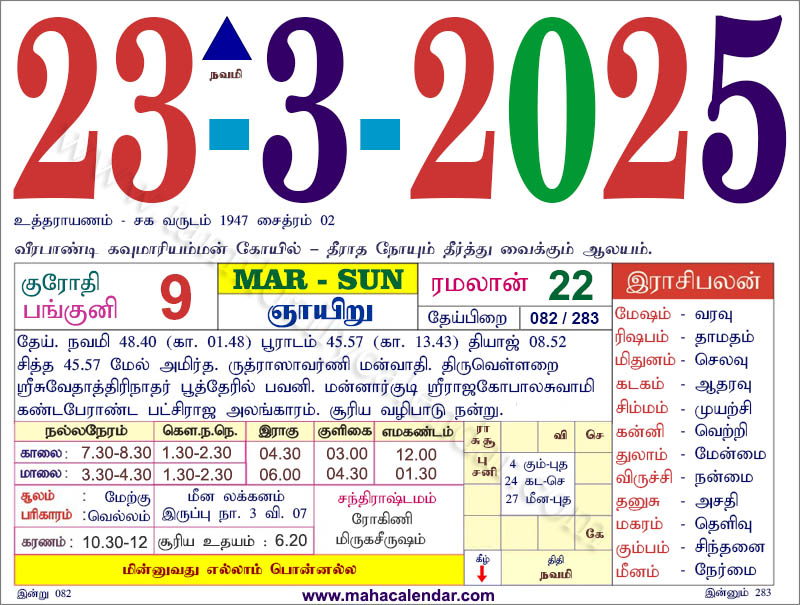 23-3-2025
நவமி
உத்தராயணம் - சக வருடம் 1947 சைத்ரம் 02
வீரபாண்டி கவுமாரியம்மன் கோயில் – தீராத நோயும் தீர்த்து வைக்கும் ஆலயம்.
குரோதி
பங்குனி 9
MAR - SUN
ஞாயிறு
ரமலான் 22
தேய்பிறை 082 / 283
தேய். நவமி 48.40 (கா. 01.48) பூராடம் 45.57 (கா. 13.43) தியாஜ் 08.52
சித்த 45.57 மேல் அமிர்த. ருத்ராஸாவர்ணி மன்வாதி. திருவெள்ளறை
ஸ்ரீசுவேதாத்திரிநாதர் பூத்தேரில் பவனி. மன்னார்குடி ஸ்ரீராஜகோபாலசுவாமி
கண்டபேராண்ட பட்சிராஜ அலங்காரம். சூரிய வழிபாடு நன்று.
நல்லநேரம் கௌ.ந.நெ. இராகு குளிகை எமகண்டம்
காலை: 7.30-8.30 1.30-2.30 04.30 03.00 12.00
மாலை: 3.30-4.30 1.30-2.30 06.00 04.30 01.30
சூலம் : மேற்கு
பரிகாரம் :வெல்லம்
மீன லக்கனம்
இருப்பு நா. 3 வி. 07
கரணம்: 10.30-12 சூரிய உதயம் : 6.20
சந்திராஷ்டமம்
ரோகிணி
மிருகசீருஷம்
மின்னுவது எல்லாம் பொன்னல்ல
ரா
சு சூ
வி செ
பு
சனி
4 கும்-புத
24 கட-செ
27 மீன-புத
கே
கீழ்
திதி
நவமி
இராசிபலன்
மேஷம் - வரவு
ரிஷபம் - தாமதம்
மிதுனம் - செலவு
கடகம் - ஆதரவு
சிம்மம் - முயற்சி
கன்னி - வெற்றி
துலாம் - மேன்மை
விருச்சி - நன்மை
தனுசு - அசதி
மகரம் - தெளிவு
கும்பம் - சிந்தனை
மீனம் - நேர்மை
இன்று 082
www.mahacalendar.com
இன்னும் 283